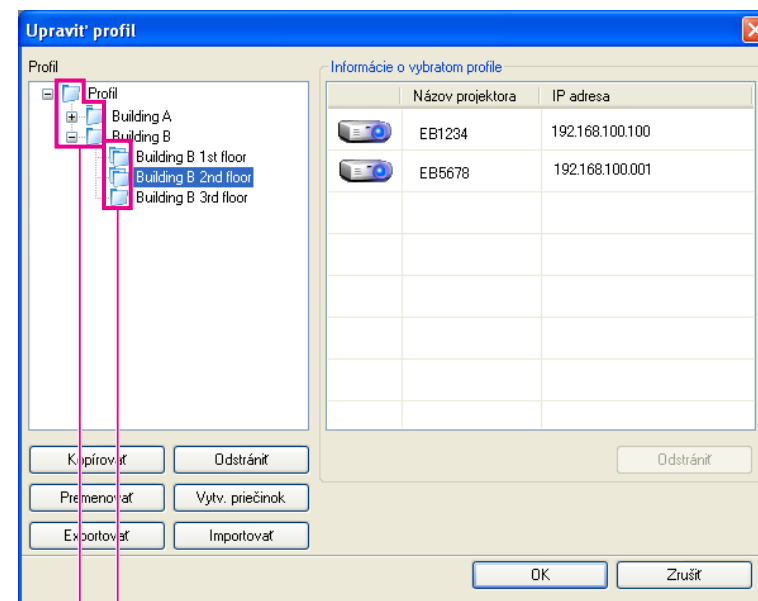 Upraviť profil
Profil
Profil
Building A
Building B
Building B 1st floor
Building B 2nd floor
Building B 3rd floor
Informácie o vybratom profile
Názov projektora IP adresa
EB1234 192.168.100.100
EB5678 192.168.100.001
Kopírovať Odstrániť
Premenovať Vytv. priečinok
Exportovať Importovať
Odstrániť
OK Zrušiť